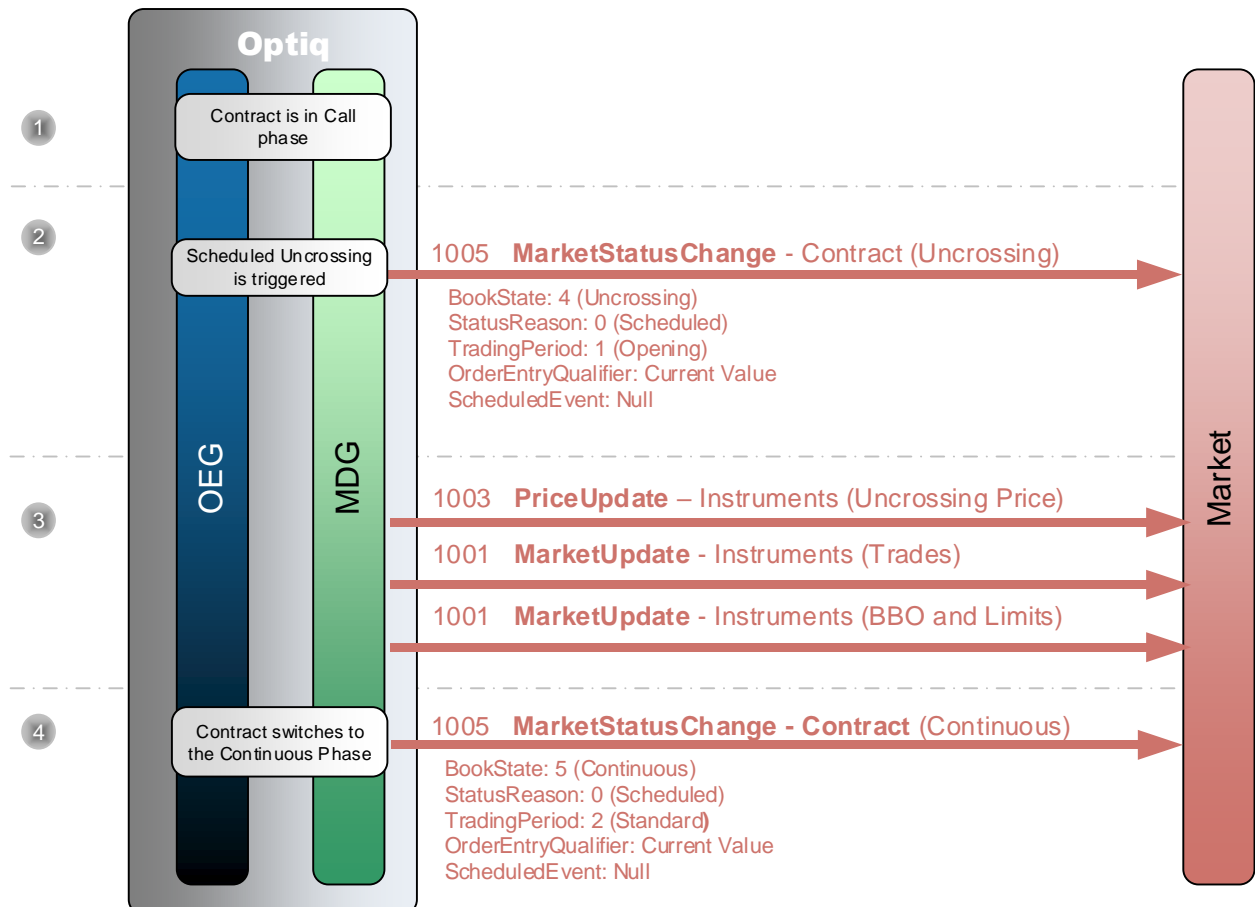 Optiq
1
Contract is in Call
phase
2
Scheduled Uncrossing
is triggered
1005 MarketStatusChange - Contract (Uncrossing)
BookState: 4 (Uncrossing)
StatusReason: 0 (Scheduled)
TradingPeriod: 1 (Opening)
OrderEntryQualifier: Current Value
ScheduledEvent: Null
OEG
MDG
Market
3
1003 PriceUpdate – Instruments (Uncrossing Price)
1001 MarketUpdate - Instruments (Trades)
1001 MarketUpdate - Instruments (BBO and Limits)
4
Contract switches to
the Continuous Phase
1005 MarketStatusChange - Contract (Continuous)
BookState: 5 (Continuous)
StatusReason: 0 (Scheduled)
TradingPeriod: 2 (Standard)
OrderEntryQualifier: Current Value
ScheduledEvent: Null